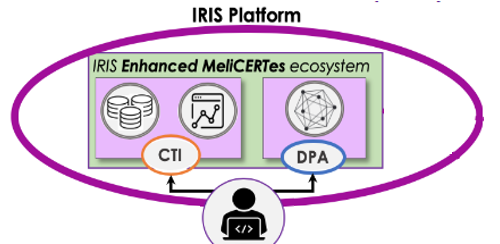 IRIS Platform
IRIS Enhanced MeliCERTes ecosystem
CTI
DPA
</>